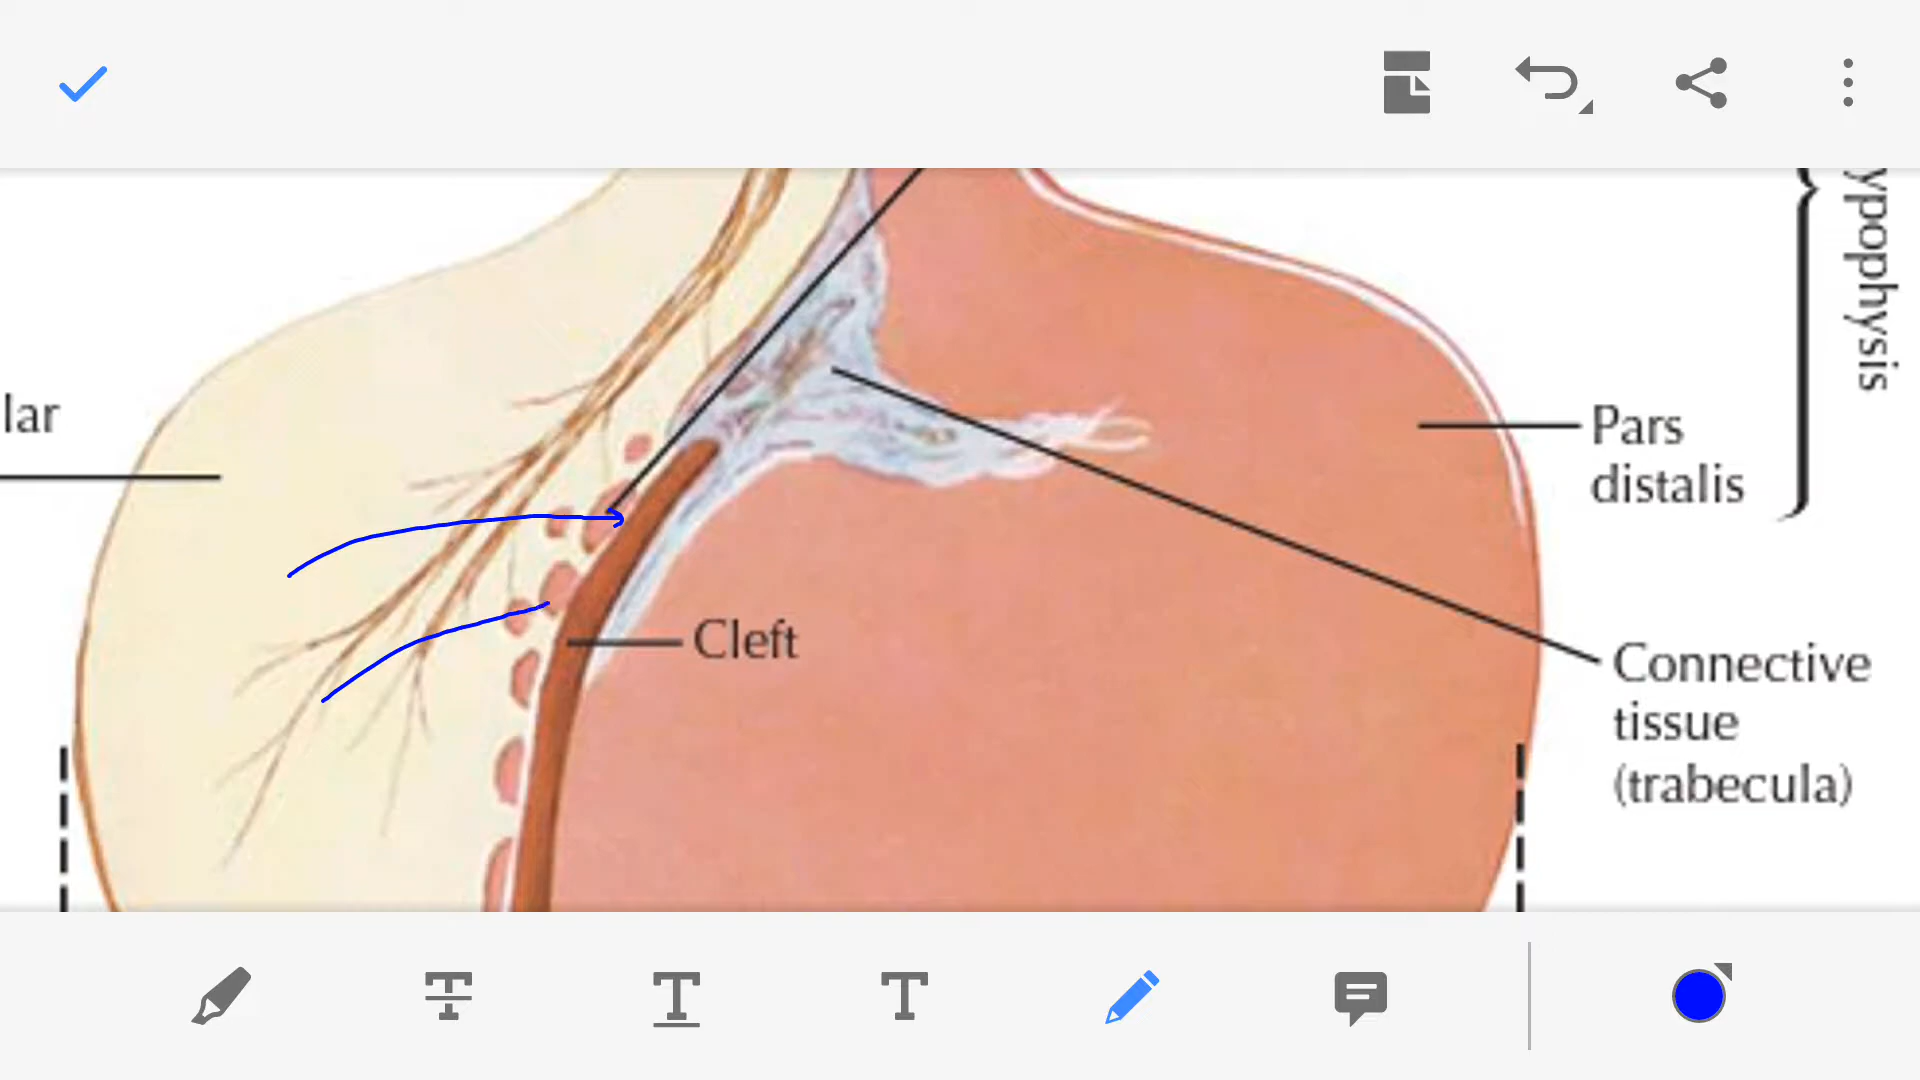 ypophysis
lar
Pars
distalis
Cleft
Connective
tissue
(trabecula)